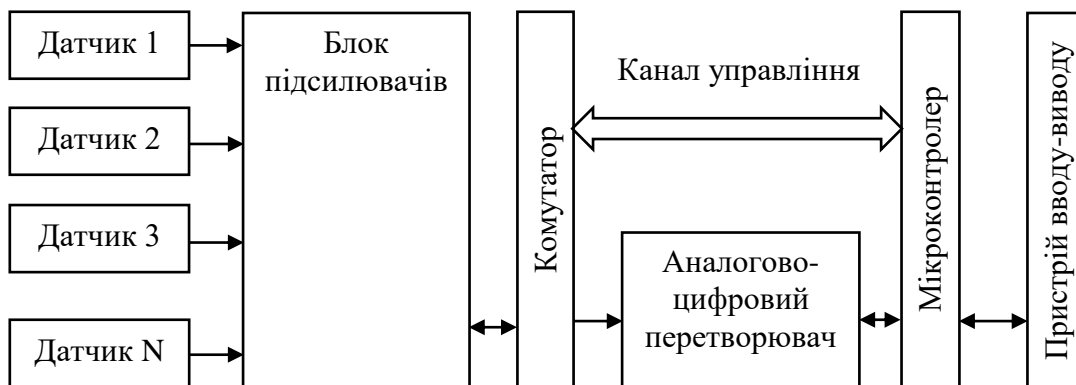 Датчик 1
Датчик 2
Датчик 3
Датчик N
Блок
підсилювачів
Комутатор
Канал управління
Аналогово-
цифровий
перетворювач
Мікроконтролер
Пристрій вводу-виводу